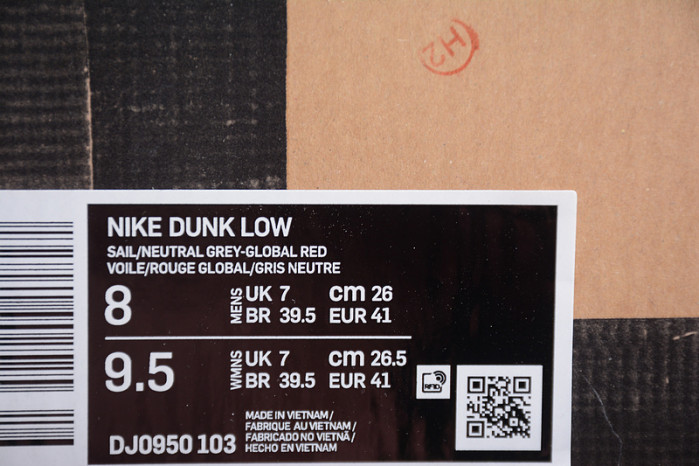 H2
NIKE DUNK LOW
SAIL/NEUTRAL GREY-GLOBAL RED
VOILE/ROUGE GLOBAL/GRIS NEUTRE
8 MENS UK 7 cm 26
BR 39.5 EUR 41
9.5 WMNS UK 7 cm 26.5
BR 39.5 EUR 41
RFID
MADE IN VIETNAM/
FABRIQUE AU VIETNAM/
FABRICADO NO VIETNÃ/
HECHO EN VIETNAM
DJ0950 103